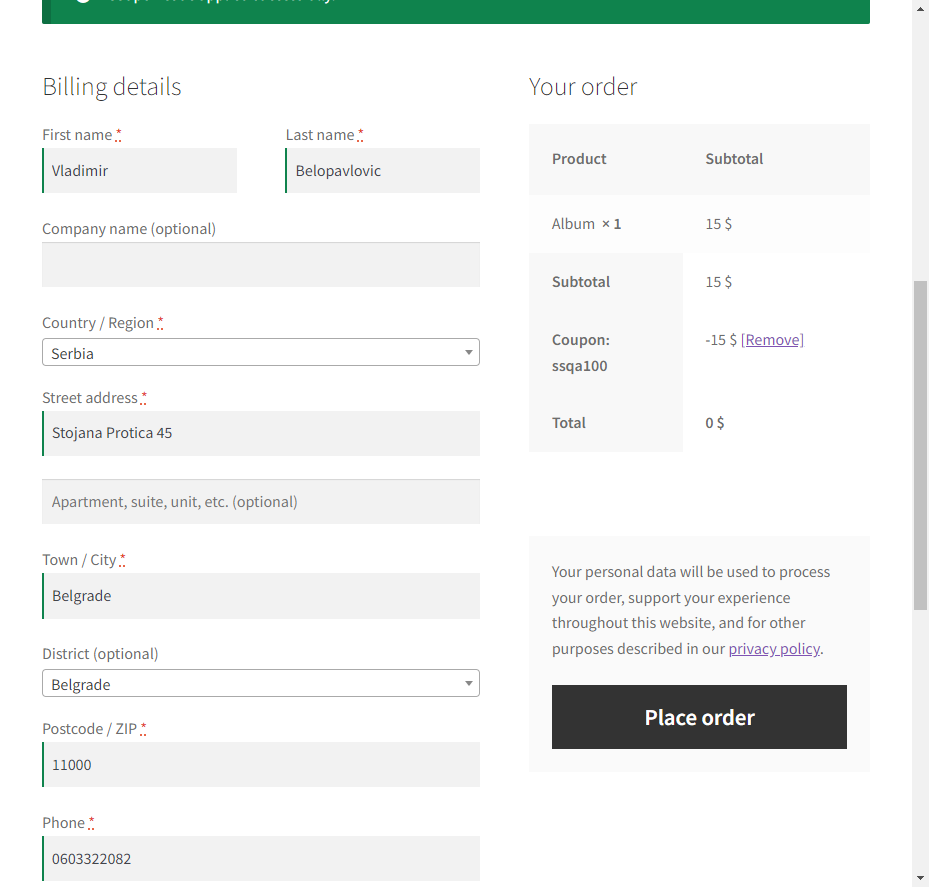 Billing details
First name *
Last name *
Vladimir
Belopavlovic
Company name (optional)
Country / Region *
Serbia
Street address *
Stojana Protica 45
Apartment, suite, unit, etc. (optional)
Town / City *
Belgrade
District (optional)
Belgrade
Postcode / ZIP *
11000
Phone *
0603322082
Your order
Product Subtotal
Album × 1 15 $
Subtotal 15 $
Coupon: -15 $ [Remove]
ssqa100
Total 0 $
Your personal data will be used to process
your order, support your experience
throughout this website, and for other
purposes described in our privacy policy.
Place order